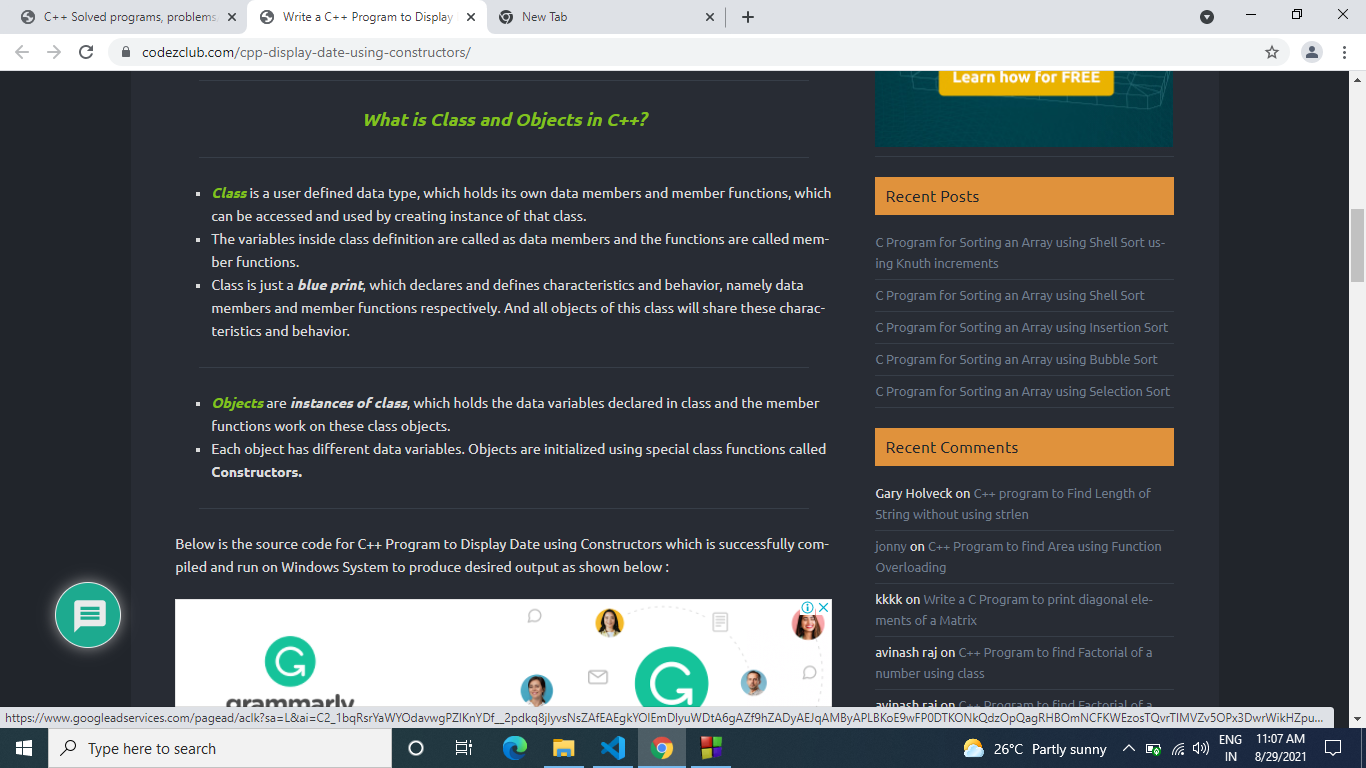 C++ Solved programs, problems
Write a C++ Program to Display
New Tab
codezclub.com/cpp-display-date-using-constructors/
Learn how for FREE
What is Class and Objects in C++?
Class is a user defined data type, which holds its own data members and member functions, which
can be accessed and used by creating instance of that class.
The variables inside class definition are called as data members and the functions are called mem-
ber functions.
Class is just a blue print, which declares and defines characteristics and behavior, namely data
members and member functions respectively. And all objects of this class will share these charac-
teristics and behavior.
Objects are instances of class, which holds the data variables declared in class and the member
functions work on these class objects.
Each object has different data variables. Objects are initialized using special class functions called
Constructors.
Below is the source code for C++ Program to Display Date using Constructors which is successfully com-
piled and run on Windows System to produce desired output as shown below :
grammarly
Recent Posts
C Program for Sorting an Array using Shell Sort us-
ing Knuth increments
C Program for Sorting an Array using Shell Sort
C Program for Sorting an Array using Insertion Sort
C Program for Sorting an Array using Bubble Sort
C Program for Sorting an Array using Selection Sort
Recent Comments
Gary Holveck on C++ program to Find Length of
String without using strlen
jonny on C++ Program to find Area using Function
Overloading
kkkk on Write a C Program to print diagonal ele-
ments of a Matrix
avinash raj on C++ Program to find Factorial of a
number using class
avinash raj on C++ Program to find Factorial of a
Type here to search
26°C Partly sunny
ENG
IN
11:07 AM
8/29/2021